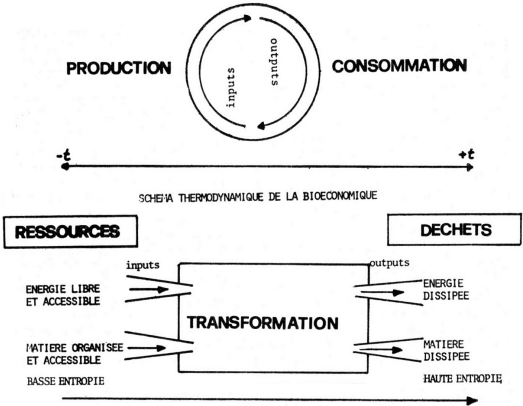 PRODUCTION
inputs
outputs
CONSOMMATION
-t
+t
SCHEMA THERMODYNAMIQUE DE LA BIOECONOMIQUE
RESSOURCES
DECHETS
inputs
outputs
ENERGIE LIBRE
ET ACCESSIBLE
ENERGIE
DISSIPEE
TRANSFORMATION
MATIERE ORGANISEE
ET ACCESSIBLE
MATIERE
DISSIPEE
BASSE ENTROPIE
HAUTE ENTROPIE